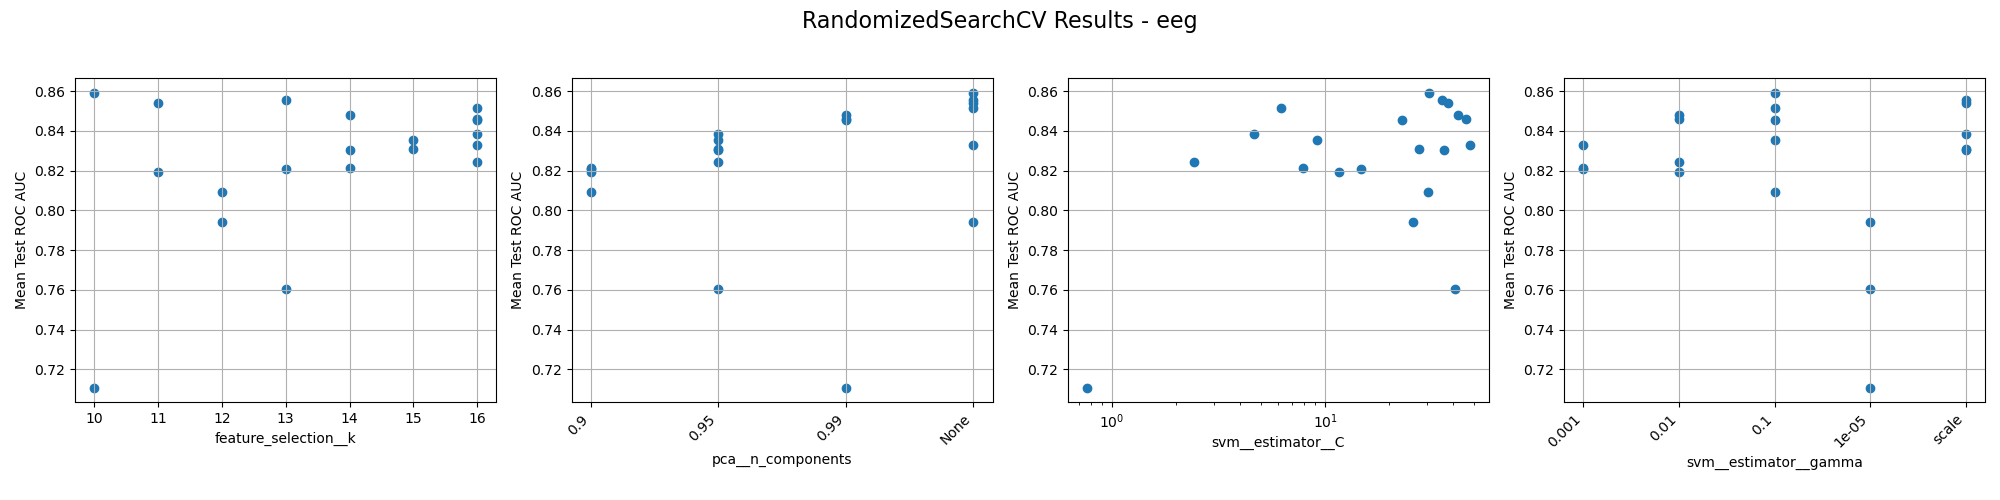 RandomizedSearchCV Results - eeg
Mean Test ROC AUC
0.86
0.84
0.82
0.80
0.78
0.76
0.74
0.72
10 11 12 13 14 15 16
feature_selection__k
Mean Test ROC AUC
0.86
0.84
0.82
0.80
0.78
0.76
0.74
0.72
0.9 0.95 0.99 None
pca__n_components
Mean Test ROC AUC
0.86
0.84
0.82
0.80
0.78
0.76
0.74
0.72
10⁰ 10¹
svm__estimator__C
Mean Test ROC AUC
0.86
0.84
0.82
0.80
0.78
0.76
0.74
0.72
0.001 0.01 0.1 1e-05 scale
svm__estimator__gamma